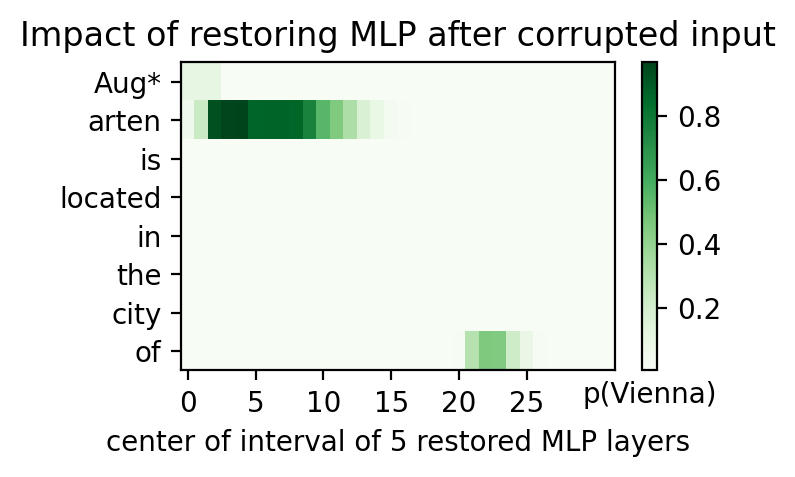 Impact of restoring MLP after corrupted input
Aug*
arten
is
located
in
the
city
of
0 5 10 15 20 25
center of interval of 5 restored MLP layers
0.8
0.6
0.4
0.2
p(Vienna)